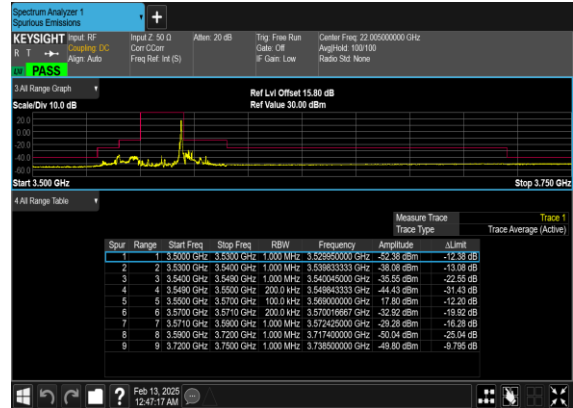 Spectrum Analyzer 1
Spurious Emissions
+
KEYSIGHT Input: RF Input Z: 50 Ω Atten: 20 dB Trig: Free Run Center Freq: 22.005000000 GHz
R T Coupling: DC Corr CCorr Gate: Off Avg|Hold: 100/100
Align: Auto Freq Ref: Int (S) IF Gain: Low Radio Std: None
PASS
3 All Range Graph Ref Lvl Offset 15.80 dB
Scale/Div 10.0 dB Ref Value 30.00 dBm
20.0
0.00
-20.0
-40.0
-60.0
Start 3.500 GHz Stop 3.750 GHz
4 All Range Table
Measure Trace Trace 1
Trace Type Trace Average (Active)
Spur Range Start Freq Stop Freq RBW Frequency Amplitude ΔLimit
1 1 3.5000 GHz 3.5300 GHz 1.000 MHz 3.529950000 GHz -52.38 dBm -12.38 dB
2 2 3.5300 GHz 3.5400 GHz 1.000 MHz 3.539833333 GHz -38.08 dBm -13.08 dB
3 3 3.5400 GHz 3.5490 GHz 1.000 MHz 3.540045000 GHz -35.55 dBm -22.55 dB
4 4 3.5490 GHz 3.5500 GHz 200.0 kHz 3.549843333 GHz -44.43 dBm -31.43 dB
5 5 3.5500 GHz 3.5700 GHz 100.0 kHz 3.569000000 GHz 17.80 dBm -12.20 dB
6 6 3.5700 GHz 3.5710 GHz 200.0 kHz 3.570016667 GHz -32.92 dBm -19.92 dB
7 7 3.5710 GHz 3.5900 GHz 1.000 MHz 3.572425000 GHz -29.28 dBm -16.28 dB
8 8 3.5900 GHz 3.7200 GHz 1.000 MHz 3.717400000 GHz -50.04 dBm -25.04 dB
9 9 3.7200 GHz 3.7500 GHz 1.000 MHz 3.738500000 GHz -49.80 dBm -9.795 dB
? Feb 13, 2025
12:47:17 AM